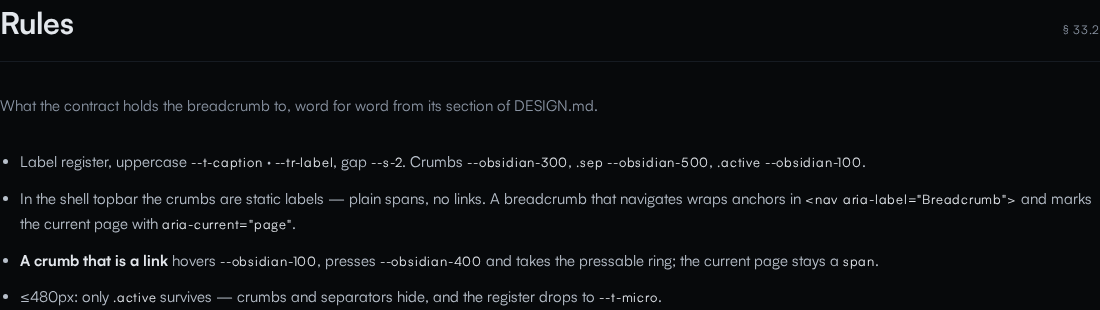 Rules
§ 33.2
What the contract holds the breadcrumb to, word for word from its section of DESIGN.md.
• Label register, uppercase --t-caption · --tr-label, gap --s-2. Crumbs --obsidian-300, .sep --obsidian-500, .active --obsidian-100.
• In the shell topbar the crumbs are static labels — plain spans, no links. A breadcrumb that navigates wraps anchors in <nav aria-label="Breadcrumb"> and marks
the current page with aria-current="page".
• A crumb that is a link hovers --obsidian-100, presses --obsidian-400 and takes the pressable ring; the current page stays a span.
• ≤480px: only .active survives — crumbs and separators hide, and the register drops to --t-micro.